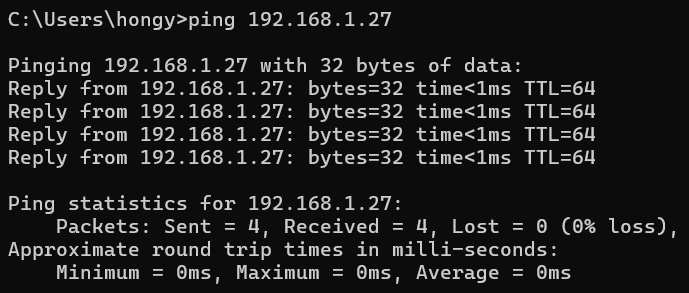 C:\Users\hongy>ping 192.168.1.27
Pinging 192.168.1.27 with 32 bytes of data:
Reply from 192.168.1.27: bytes=32 time<1ms TTL=64
Reply from 192.168.1.27: bytes=32 time<1ms TTL=64
Reply from 192.168.1.27: bytes=32 time<1ms TTL=64
Reply from 192.168.1.27: bytes=32 time<1ms TTL=64
Ping statistics for 192.168.1.27:
    Packets: Sent = 4, Received = 4, Lost = 0 (0% loss),
Approximate round trip times in milli-seconds:
    Minimum = 0ms, Maximum = 0ms, Average = 0ms